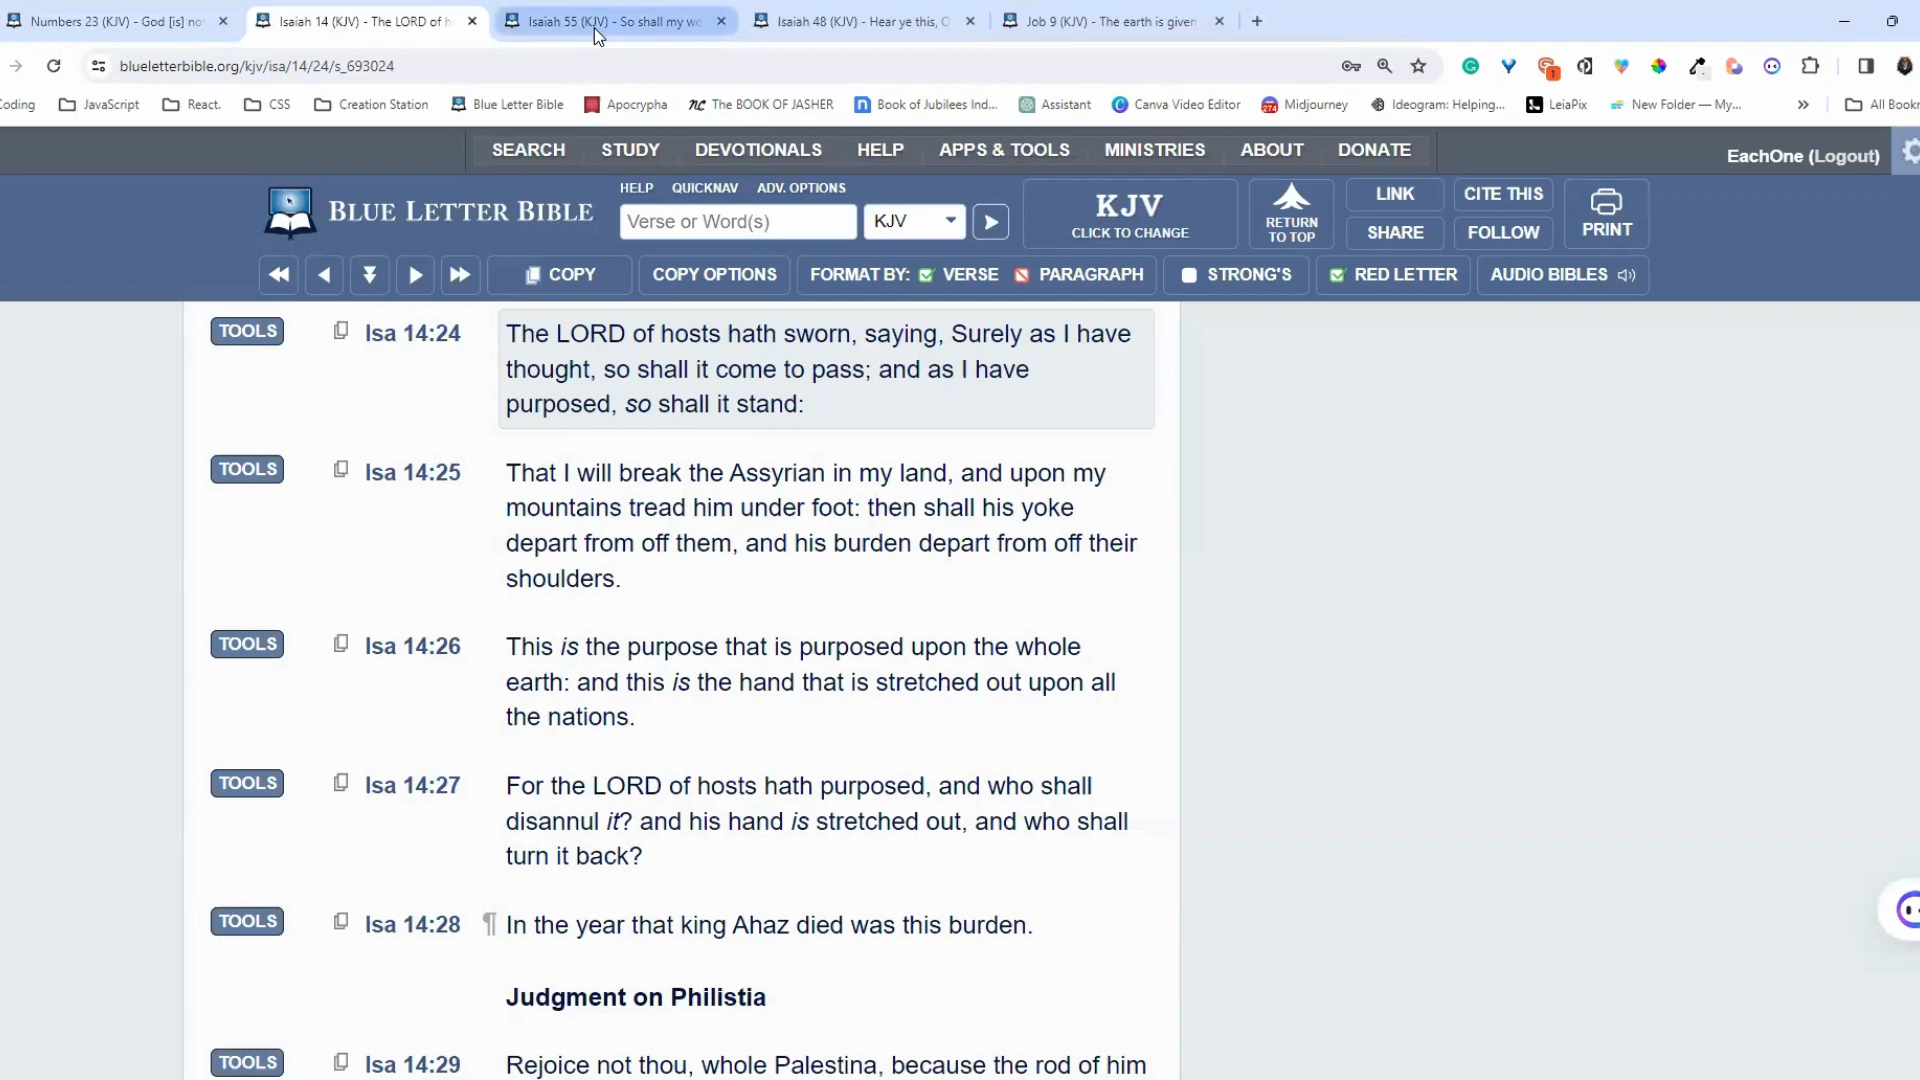 Numbers 23 (KJV) - God [is] no
Isaiah 14 (KJV) - The LORD of h
Isaiah 55 (KJV) - So shall my wo
Isaiah 48 (KJV) - Hear ye this, O
Job 9 (KJV) - The earth is given
blueletterbible.org/kjv/isa/14/24/s_693024
Coding JavaScript React. CSS Creation Station Blue Letter Bible Apocrypha The BOOK OF JASHER Book of Jubilees Ind... Assistant Canva Video Editor Midjourney Ideogram: Helping... LeiaPix New Folder — My... All Bookr
SEARCH STUDY DEVOTIONALS HELP APPS & TOOLS MINISTRIES ABOUT DONATE EachOne (Logout)
HELP QUICKNAV ADV. OPTIONS
BLUE LETTER BIBLE
Verse or Word(s) KJV
KJV
CLICK TO CHANGE
RETURN
TO TOP
LINK CITE THIS
SHARE FOLLOW
PRINT
COPY COPY OPTIONS FORMAT BY: VERSE PARAGRAPH STRONG'S RED LETTER AUDIO BIBLES
TOOLS Isa 14:24 The LORD of hosts hath sworn, saying, Surely as I have
thought, so shall it come to pass; and as I have
purposed, so shall it stand:
TOOLS Isa 14:25 That I will break the Assyrian in my land, and upon my
mountains tread him under foot: then shall his yoke
depart from off them, and his burden depart from off their
shoulders.
TOOLS Isa 14:26 This is the purpose that is purposed upon the whole
earth: and this is the hand that is stretched out upon all
the nations.
TOOLS Isa 14:27 For the LORD of hosts hath purposed, and who shall
disannul it? and his hand is stretched out, and who shall
turn it back?
TOOLS Isa 14:28 ¶ In the year that king Ahaz died was this burden.
Judgment on Philistia
TOOLS Isa 14:29 Rejoice not thou, whole Palestina, because the rod of him